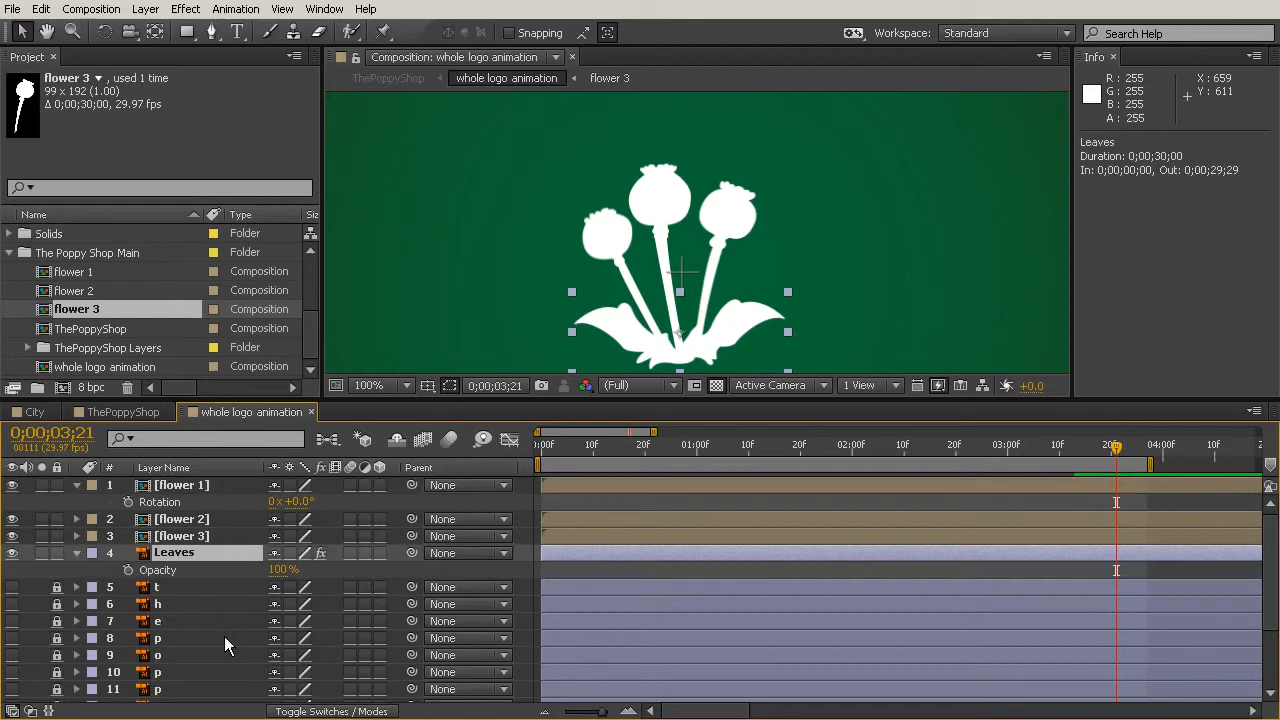 File Edit Composition Layer Effect Animation View Window Help
Snapping Workspace: Standard Search Help
Project Composition: whole logo animation Info
flower 3 , used 1 time
99 x 192 (1.00)
Δ 0;00;30;00, 29.97 fps
ThePoppyShop whole logo animation flower 3
R : 255 X : 659
G : 255 Y : 611
B : 255
A : 255
Leaves
Duration: 0;00;30;00
In: 0;00;00;00, Out: 0;00;29;29
Name Type Siz
Solids Folder
The Poppy Shop Main Folder
flower 1 Composition
flower 2 Composition
flower 3 Composition
ThePoppyShop Composition
ThePoppyShop Layers Folder
whole logo animation Composition
8 bpc
100% 0;00;03;21 (Full) Active Camera 1 View +0.0
City ThePoppyShop whole logo animation
0;00;03;21
00111 (29.97 fps)
:00F 10F 20F 01:00F 10F 20F 02:00F 10F 20F 03:00F 10F 20F 04:00F 10F
# Layer Name fx Parent
1 [flower 1] None
Rotation 0 x +0.0°
2 [flower 2] None
3 [flower 3] None
4 Leaves fx None
Opacity 100 %
5 t None
6 h None
7 e None
8 p None
9 o None
10 p None
11 p None
Toggle Switches / Modes